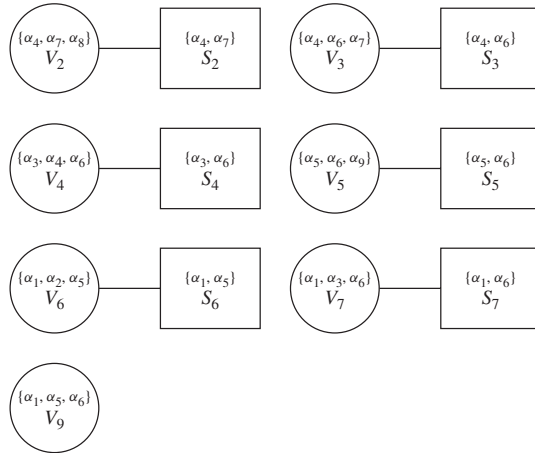 {α₄, α₇, α₈}
V₂
{α₄, α₇}
S₂
{α₄, α₆, α₇}
V₃
{α₄, α₆}
S₃
{α₃, α₄, α₆}
V₄
{α₃, α₆}
S₄
{α₅, α₆, α₉}
V₅
{α₅, α₆}
S₅
{α₁, α₂, α₅}
V₆
{α₁, α₅}
S₆
{α₁, α₃, α₆}
V₇
{α₁, α₆}
S₇
{α₁, α₅, α₆}
V₉